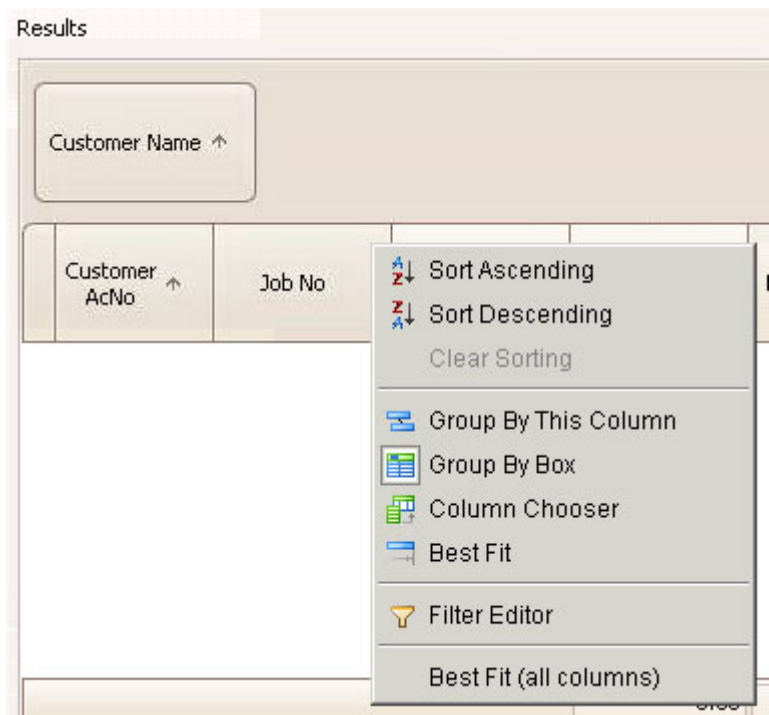 Results
Customer Name
Customer
AcNo
Job No
Sort Ascending
Sort Descending
Clear Sorting
Group By This Column
Group By Box
Column Chooser
Best Fit
Filter Editor
Best Fit (all columns)